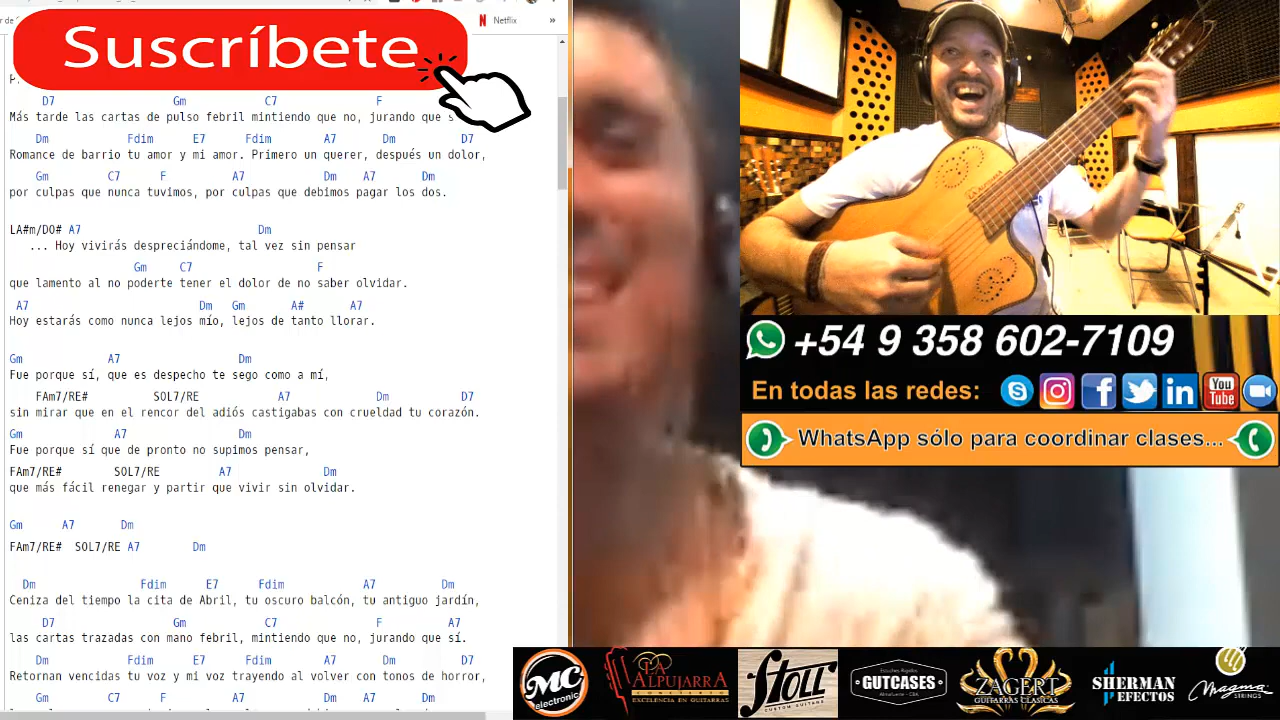 Netflix
»
Suscríbete
D7 Gm C7 F
Más tarde las cartas de pulso febril mintiendo que no, jurando que
Dm Fdim E7 Fdim A7 Dm D7
Romance de barrio tu amor y mi amor. Primero un querer, después un dolor,
Gm C7 F A7 Dm A7 Dm
por culpas que nunca tuvimos, por culpas que debimos pagar los dos.
LA#m/DO# A7 Dm
... Hoy vivirás despreciándome, tal vez sin pensar
Gm C7 F
que lamento al no poderte tener el dolor de no saber olvidar.
A7 Dm Gm A# A7
Hoy estarás como nunca lejos mío, lejos de tanto llorar.
Gm A7 Dm
Fue porque sí, que es despecho te sego como a mí,
FAm7/RE# SOL7/RE A7 Dm D7
sin mirar que en el rencor del adiós castigabas con crueldad tu corazón.
Gm A7 Dm
Fue porque sí que de pronto no supimos pensar,
FAm7/RE# SOL7/RE A7 Dm
que más fácil renegar y partir que vivir sin olvidar.
Gm A7 Dm
FAm7/RE# SOL7/RE A7 Dm
Dm Fdim E7 Fdim A7 Dm
Ceniza del tiempo la cita de Abril, tu oscuro balcón, tu antiguo jardín,
D7 Gm C7 F A7
las cartas trazadas con mano febril, mintiendo que no, jurando que sí.
Dm Fdim E7 Fdim A7 Dm D7
Retornan vencidas tu voz y mi voz trayendo al volver con tonos de horror,
Gm C7 F A7 Dm A7 Dm
+54 9 358 602-7109
En todas las redes:
You Tube
WhatsApp sólo para coordinar clases...
MC electronic
LA ALPUJARRA
CONCIERTO
EXCELENCIA EN GUITARRAS
STOLL
CUSTOM GUITARS
GUTCASES
ZAGERT
GUITARRAS CLASICAS
SHERMAN
EFECTOS
Magma
STRINGS